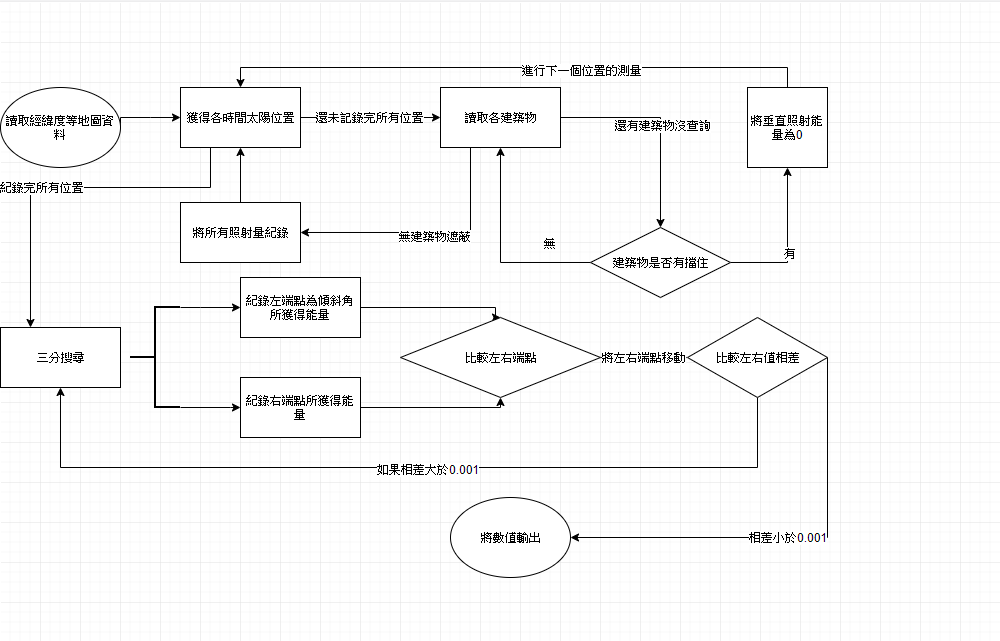 進行下一個位置的測量
讀取經緯度等地圖資
料
獲得各時間太陽位置
還未記錄完所有位置
讀取各建築物
還有建築物沒查詢
將垂直照射能
量為0
紀錄完所有位置
將所有照射量紀錄
無建築物遮蔽
無
建築物是否有擋住
有
紀錄左端點為傾斜角
所獲得能量
三分搜尋
比較左右端點
將左右端點移動
比較左右值相差
紀錄右端點所獲得能
量
如果相差大於0.001
將數值輸出
相差小於0.001